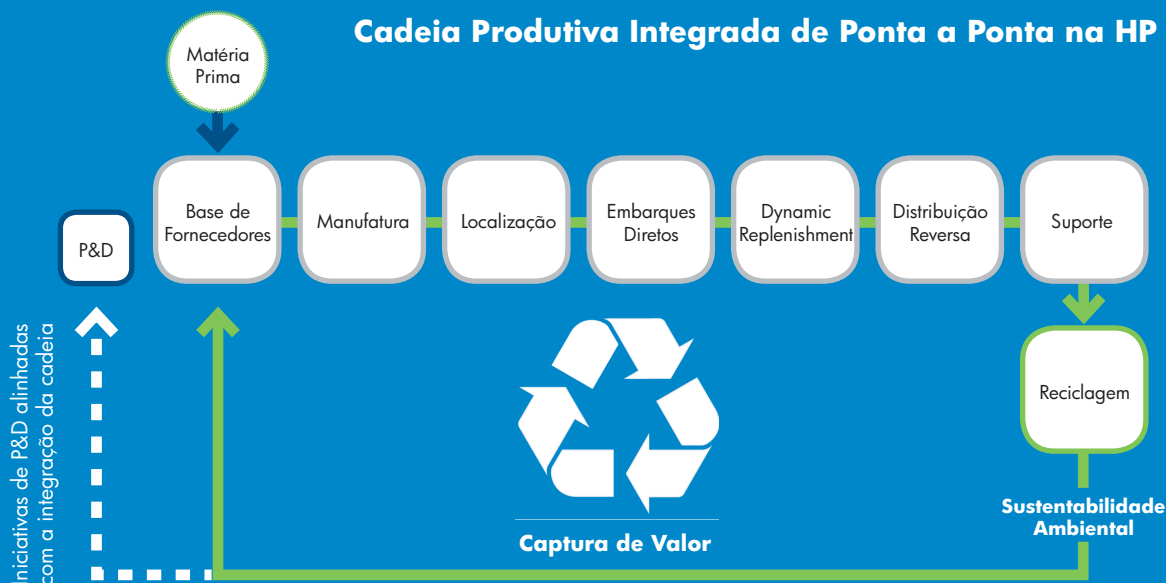 Cadeia Produtiva Integrada de Ponta a Ponta na HP
Matéria
Prima
P&D
Base de
Fornecedores
Manufatura
Localização
Embarques
Diretos
Dynamic
Replenishment
Distribuição
Reversa
Suporte
Reciclagem
Sustentabilidade
Ambiental
Captura de Valor
Iniciativas de P&D alinhadas
com a integração da cadeia